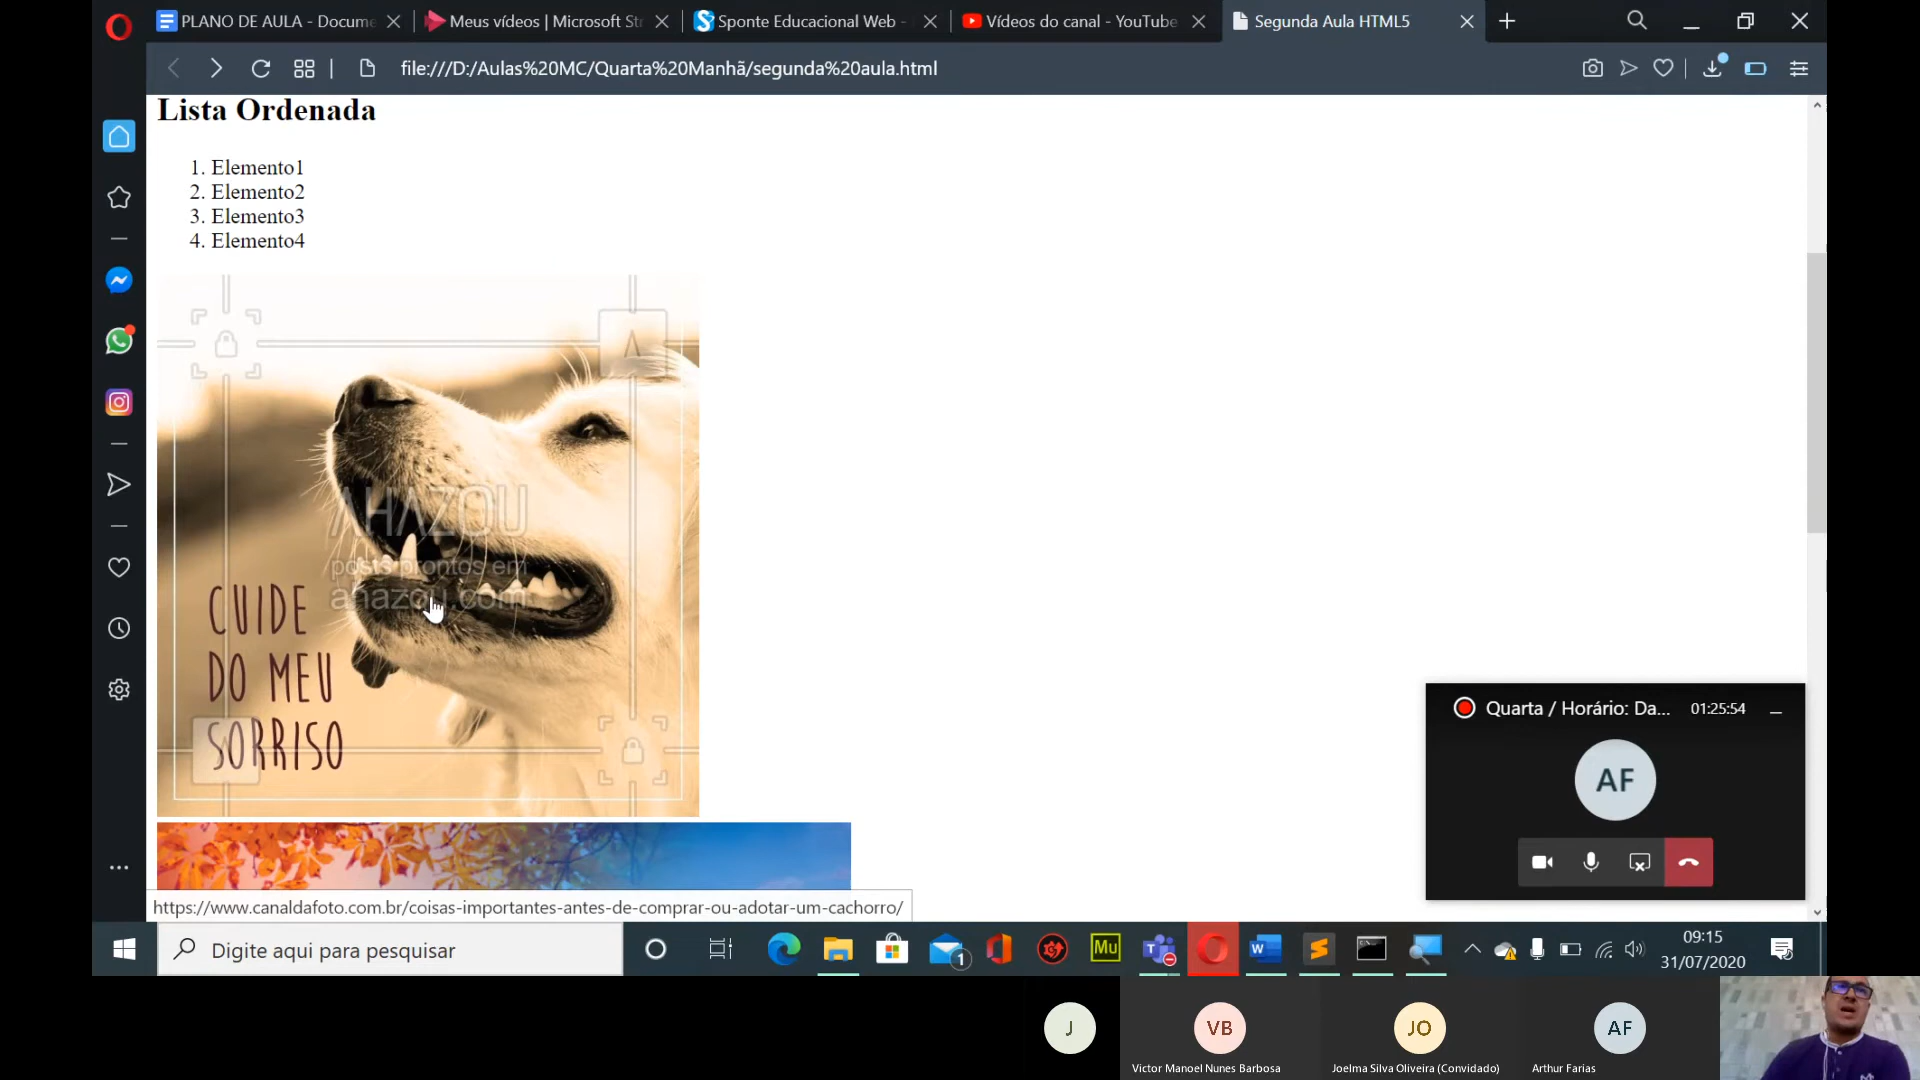 PLANO DE AULA - Docume
Meus vídeos | Microsoft Str
Sponte Educacional Web -
Vídeos do canal - YouTube
Segunda Aula HTML5
file:///D:/Aulas%20MC/Quarta%20Manhã/segunda%20aula.html
Lista Ordenada
1. Elemento1
2. Elemento2
3. Elemento3
4. Elemento4
AHAZOU
posts prontos em
ahazou.com
CUIDE
DO MEU
SORRISO
Quarta / Horário: Da...
01:25:54
AF
https://www.canaldafoto.com.br/coisas-importantes-antes-de-comprar-ou-adotar-um-cachorro/
Digite aqui para pesquisar
1
Mu
09:15
31/07/2020
J
VB
JO
AF
Victor Manoel Nunes Barbosa
Joelma Silva Oliveira (Convidado)
Arthur Farias